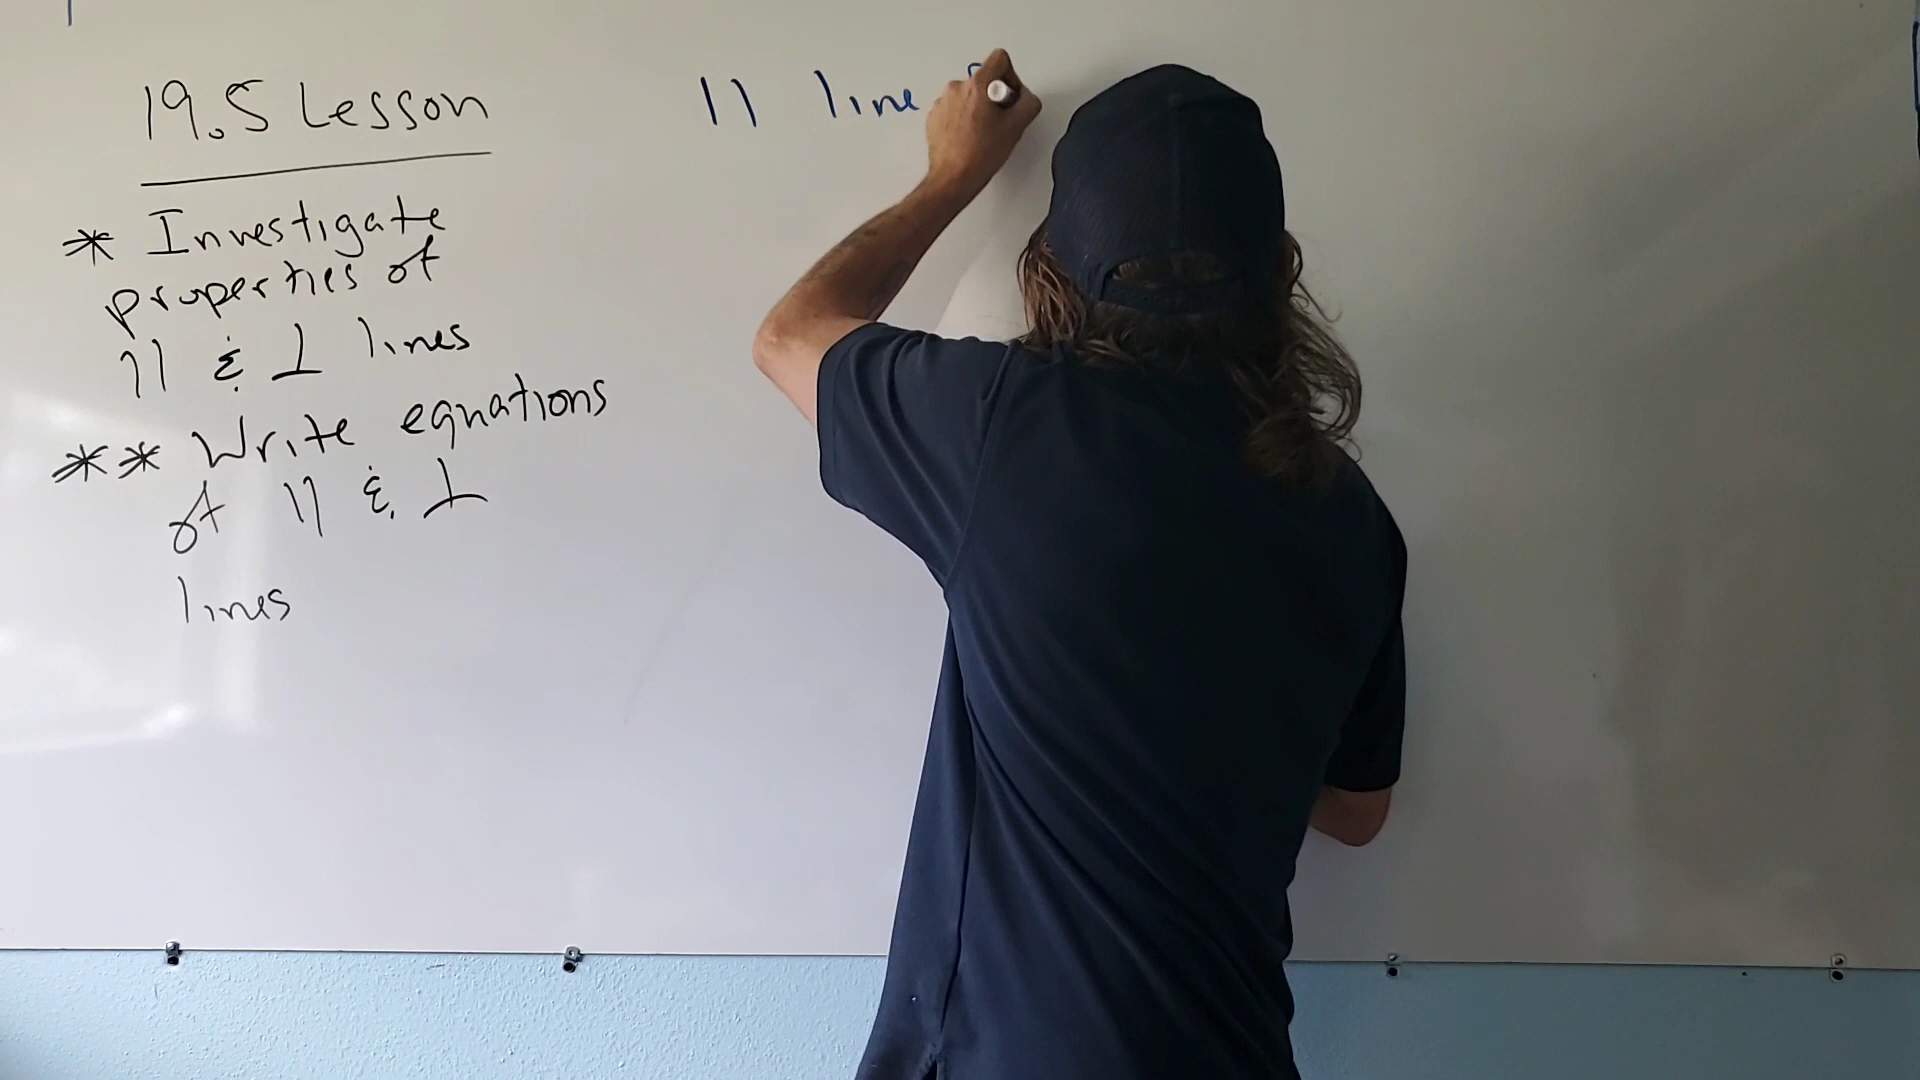 19.5 Lesson
* Investigate
properties of
|| & ⊥ lines
** Write equations
of || & ⊥
lines
|| line